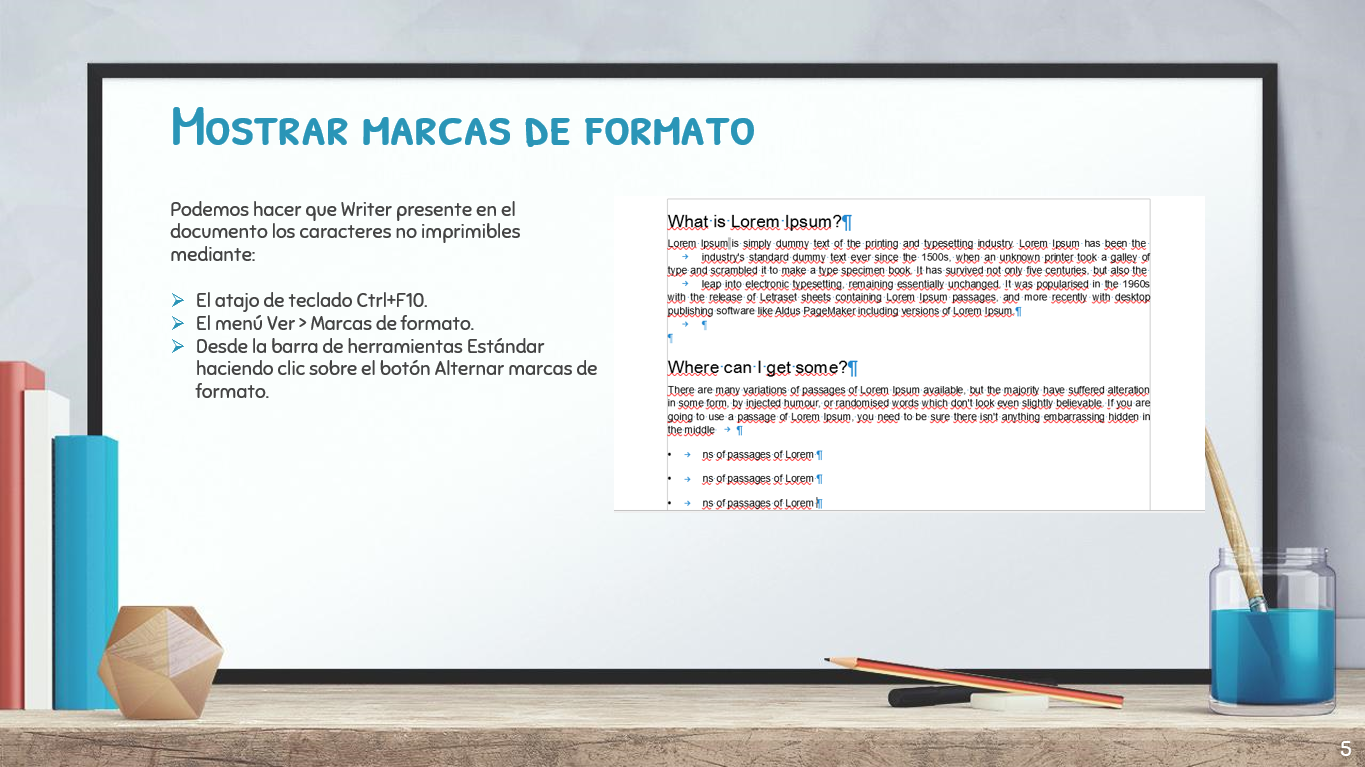 Mostrar marcas de formato
Podemos hacer que Writer presente en el
documento los caracteres no imprimibles
mediante:
➢ El atajo de teclado Ctrl+F10.
➢ El menú Ver > Marcas de formato.
➢ Desde la barra de herramientas Estándar
haciendo clic sobre el botón Alternar marcas de
formato.
What·is·Lorem·Ipsum?¶
Lorem Ipsum is simply dummy text of the printing and typesetting industry. Lorem Ipsum has been the
→ industry's standard dummy text ever since the 1500s, when an unknown printer took a galley of
type and scrambled it to make a type specimen book. It has survived not only five centuries, but also the
→ leap into electronic typesetting, remaining essentially unchanged. It was popularised in the 1960s
with the release of Letraset sheets containing Lorem Ipsum passages, and more recently with desktop
publishing software like Aldus PageMaker including versions of Lorem Ipsum.¶
→ ¶
¶
Where·can·I·get·some?¶
There are many variations of passages of Lorem Ipsum available, but the majority have suffered alteration
in some form, by injected humour, or randomised words which don't look even slightly believable. If you are
going to use a passage of Lorem Ipsum, you need to be sure there isn't anything embarrassing hidden in
the middle → ¶
• → ns of passages of Lorem ¶
• → ns of passages of Lorem ¶
• → ns of passages of Lorem ¶
5